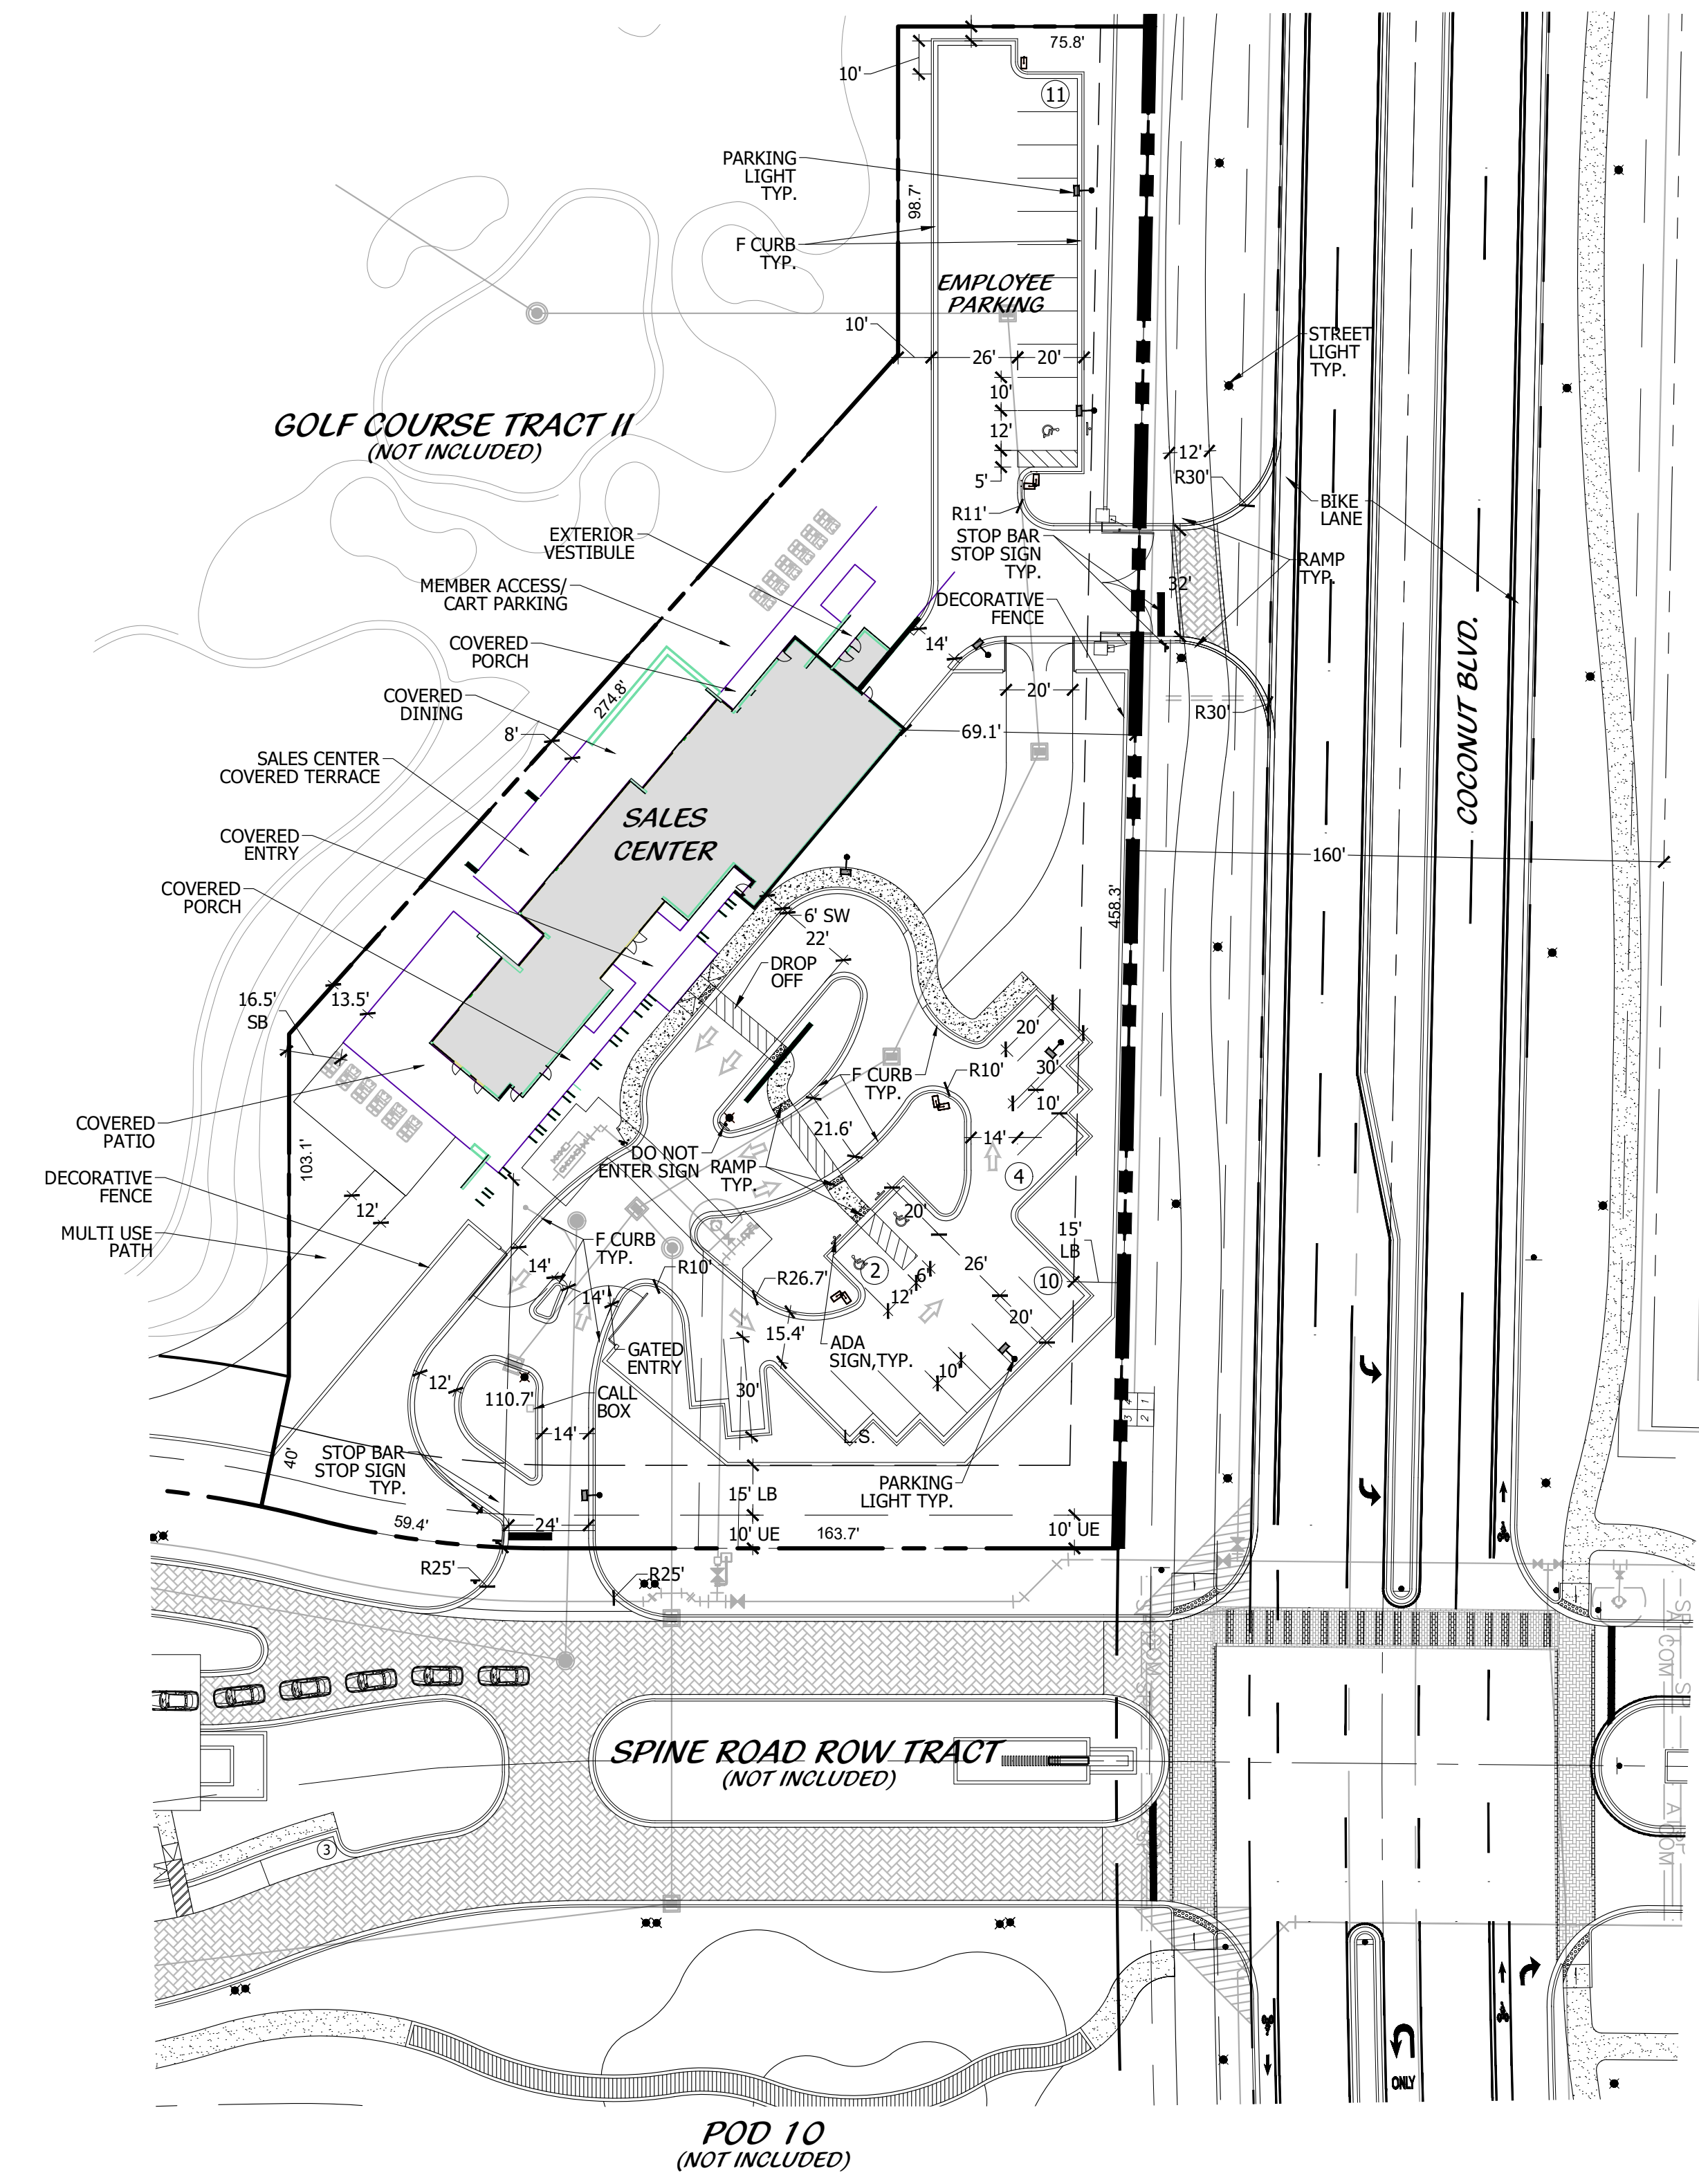 75.8'
10'
11
PARKING
LIGHT
TYP.
98.7'
F CURB
TYP.
EMPLOYEE
PARKING
10'
26'
20'
STREET
LIGHT
TYP.
10'
12'
GOLF COURSE TRACT II
(NOT INCLUDED)
12'
R30'
5'
BIKE
LANE
R11'
EXTERIOR
VESTIBULE
STOP BAR
STOP SIGN
TYP.
RAMP
TYP.
32'
MEMBER ACCESS/
CART PARKING
DECORATIVE
FENCE
COVERED
PORCH
14'
COCONUT BLVD.
COVERED
DINING
274.8'
20'
R30'
8'
69.1'
SALES CENTER
COVERED TERRACE
SALES
CENTER
COVERED
ENTRY
160'
COVERED
PORCH
458.3'
6' SW
22'
DROP
OFF
16.5'
SB
13.5'
20'
30'
F CURB
TYP.
R10'
10'
COVERED
PATIO
21.6'
14'
DO NOT
ENTER SIGN
RAMP
TYP.
103.1'
4
DECORATIVE
FENCE
12'
20'
15'
LB
MULTI USE
PATH
F CURB
TYP.
14'
R10'
R26.7'
2
6'
26'
10
12'
14'
20'
15.4'
ADA
SIGN,TYP.
GATED
ENTRY
10'
12'
110.7'
30'
CALL
BOX
3
4
2
1
14'
L.S.
40'
STOP BAR
STOP SIGN
TYP.
PARKING
LIGHT TYP.
15' LB
59.4'
24'
10' UE
163.7'
10' UE
R25'
R25'
SPINE ROAD ROW TRACT
(NOT INCLUDED)
3
ONLY
POD 10
(NOT INCLUDED)